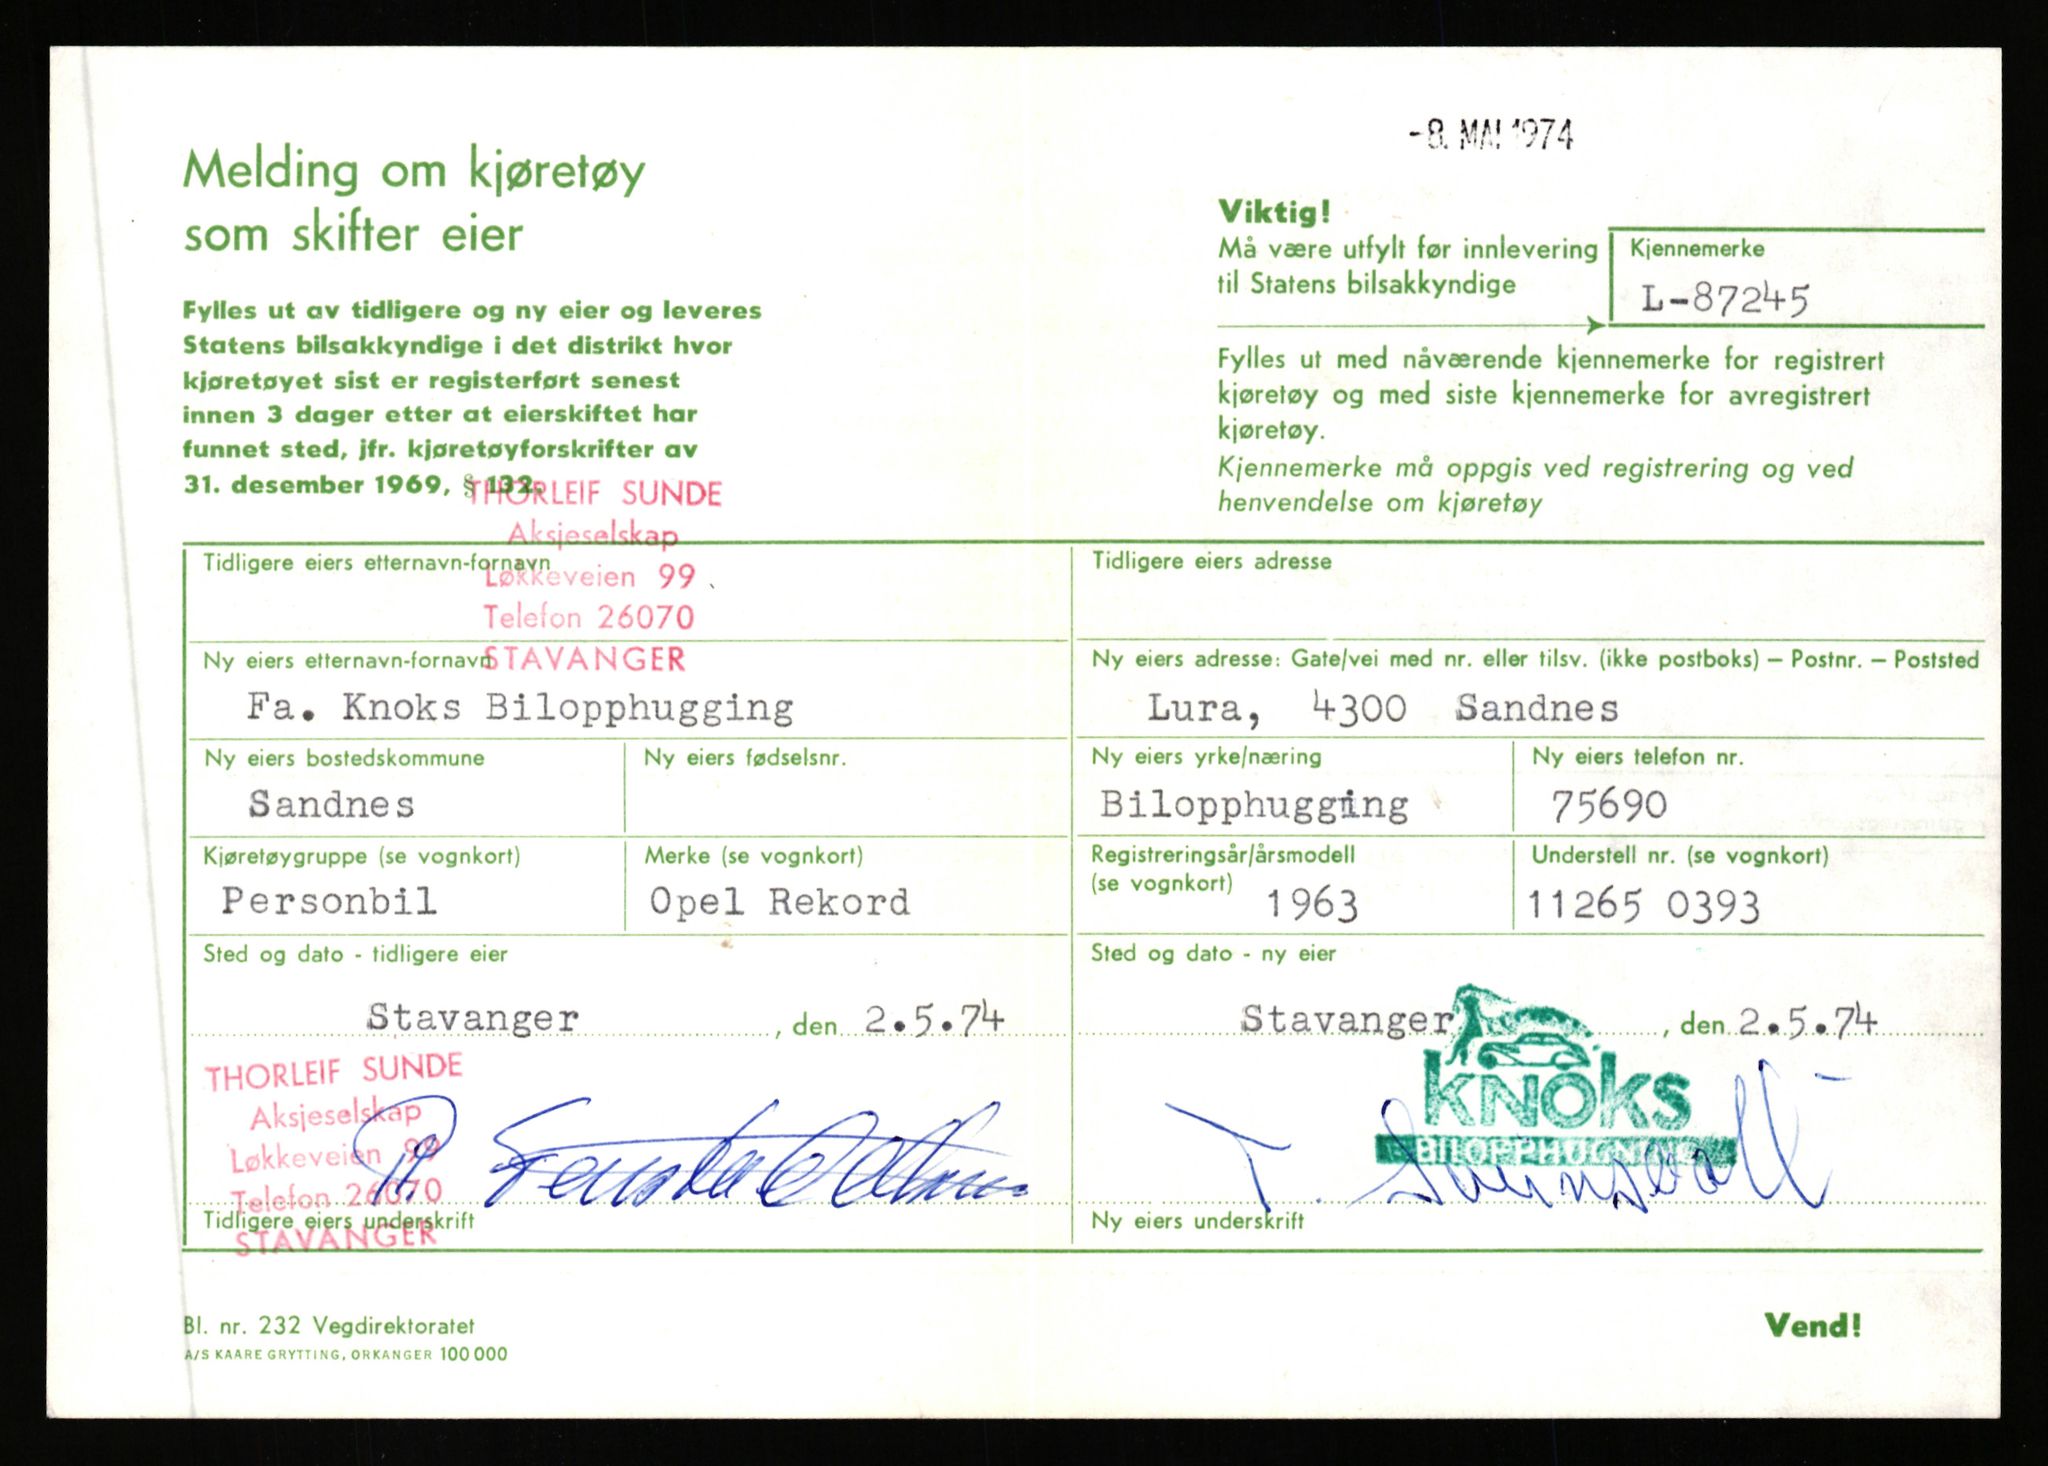 -8. MAI 1974
Melding om kjøretøy
som skifter eier
Fylles ut av tidligere og ny eier og leveres
Statens bilsakkyndige i det distrikt hvor
kjøretøyet sist er registerført senest
innen 3 dager etter at eierskiftet har
funnet sted, jfr. kjøretøyforskrifter av
31. desember 1969, § 132.
Viktig!
Må være utfylt før innlevering
til Statens bilsakkyndige
Kjennemerke
L-87245
Fylles ut med nåværende kjennemerke for registrert
kjøretøy og med siste kjennemerke for avregistrert
kjøretøy.
Kjennemerke må oppgis ved registrering og ved
henvendelse om kjøretøy
Tidligere eiers etternavn-fornavn
THORLEIF SUNDE
Aksjeselskap
Løkkeveien 99
Telefon 26070
STAVANGER
Tidligere eiers adresse
Ny eiers etternavn-fornavn
Fa. Knoks Bilopphugging
Ny eiers adresse: Gate/vei med nr. eller tilsv. (ikke postboks) – Postnr. – Poststed
Lura, 4300 Sandnes
Ny eiers bostedskommune
Sandnes
Ny eiers fødselsnr.
Ny eiers yrke/næring
Bilopphugging
Ny eiers telefon nr.
75690
Kjøretøygruppe (se vognkort)
Personbil
Merke (se vognkort)
Opel Rekord
Registreringsår/årsmodell
(se vognkort)
1963
Understell nr. (se vognkort)
11265 0393
Sted og dato - tidligere eier
Stavanger, den 2.5.74
THORLEIF SUNDE
Aksjeselskap
Løkkeveien 99
Telefon 26070
STAVANGER
Tidligere eiers underskrift
Sted og dato - ny eier
Stavanger, den 2.5.74
KNOKS
BILOPPHUGNING
T.
Ny eiers underskrift
Bl. nr. 232 Vegdirektoratet
A/S KAARE GRYTTING, ORKANGER 100 000
Vend!